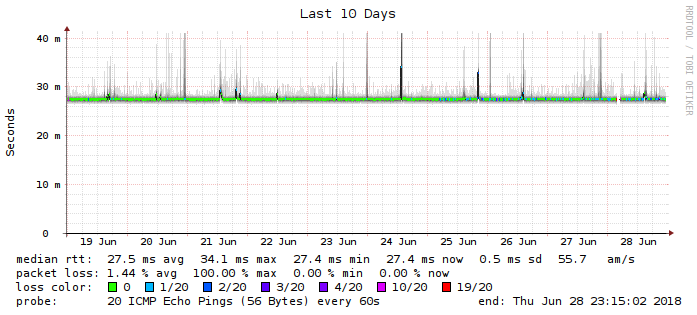 Last 10 Days
RRDTOOL / TOBI OETIKER
Seconds
40 m
30 m
20 m
10 m
0
19 Jun 20 Jun 21 Jun 22 Jun 23 Jun 24 Jun 25 Jun 26 Jun 27 Jun 28 Jun
median rtt: 27.5 ms avg 34.1 ms max 27.4 ms min 27.4 ms now 0.5 ms sd 55.7 am/s
packet loss: 1.44 % avg 100.00 % max 0.00 % min 0.00 % now
loss color: 0 1/20 2/20 3/20 4/20 10/20 19/20
probe: 20 ICMP Echo Pings (56 Bytes) every 60s end: Thu Jun 28 23:15:02 2018